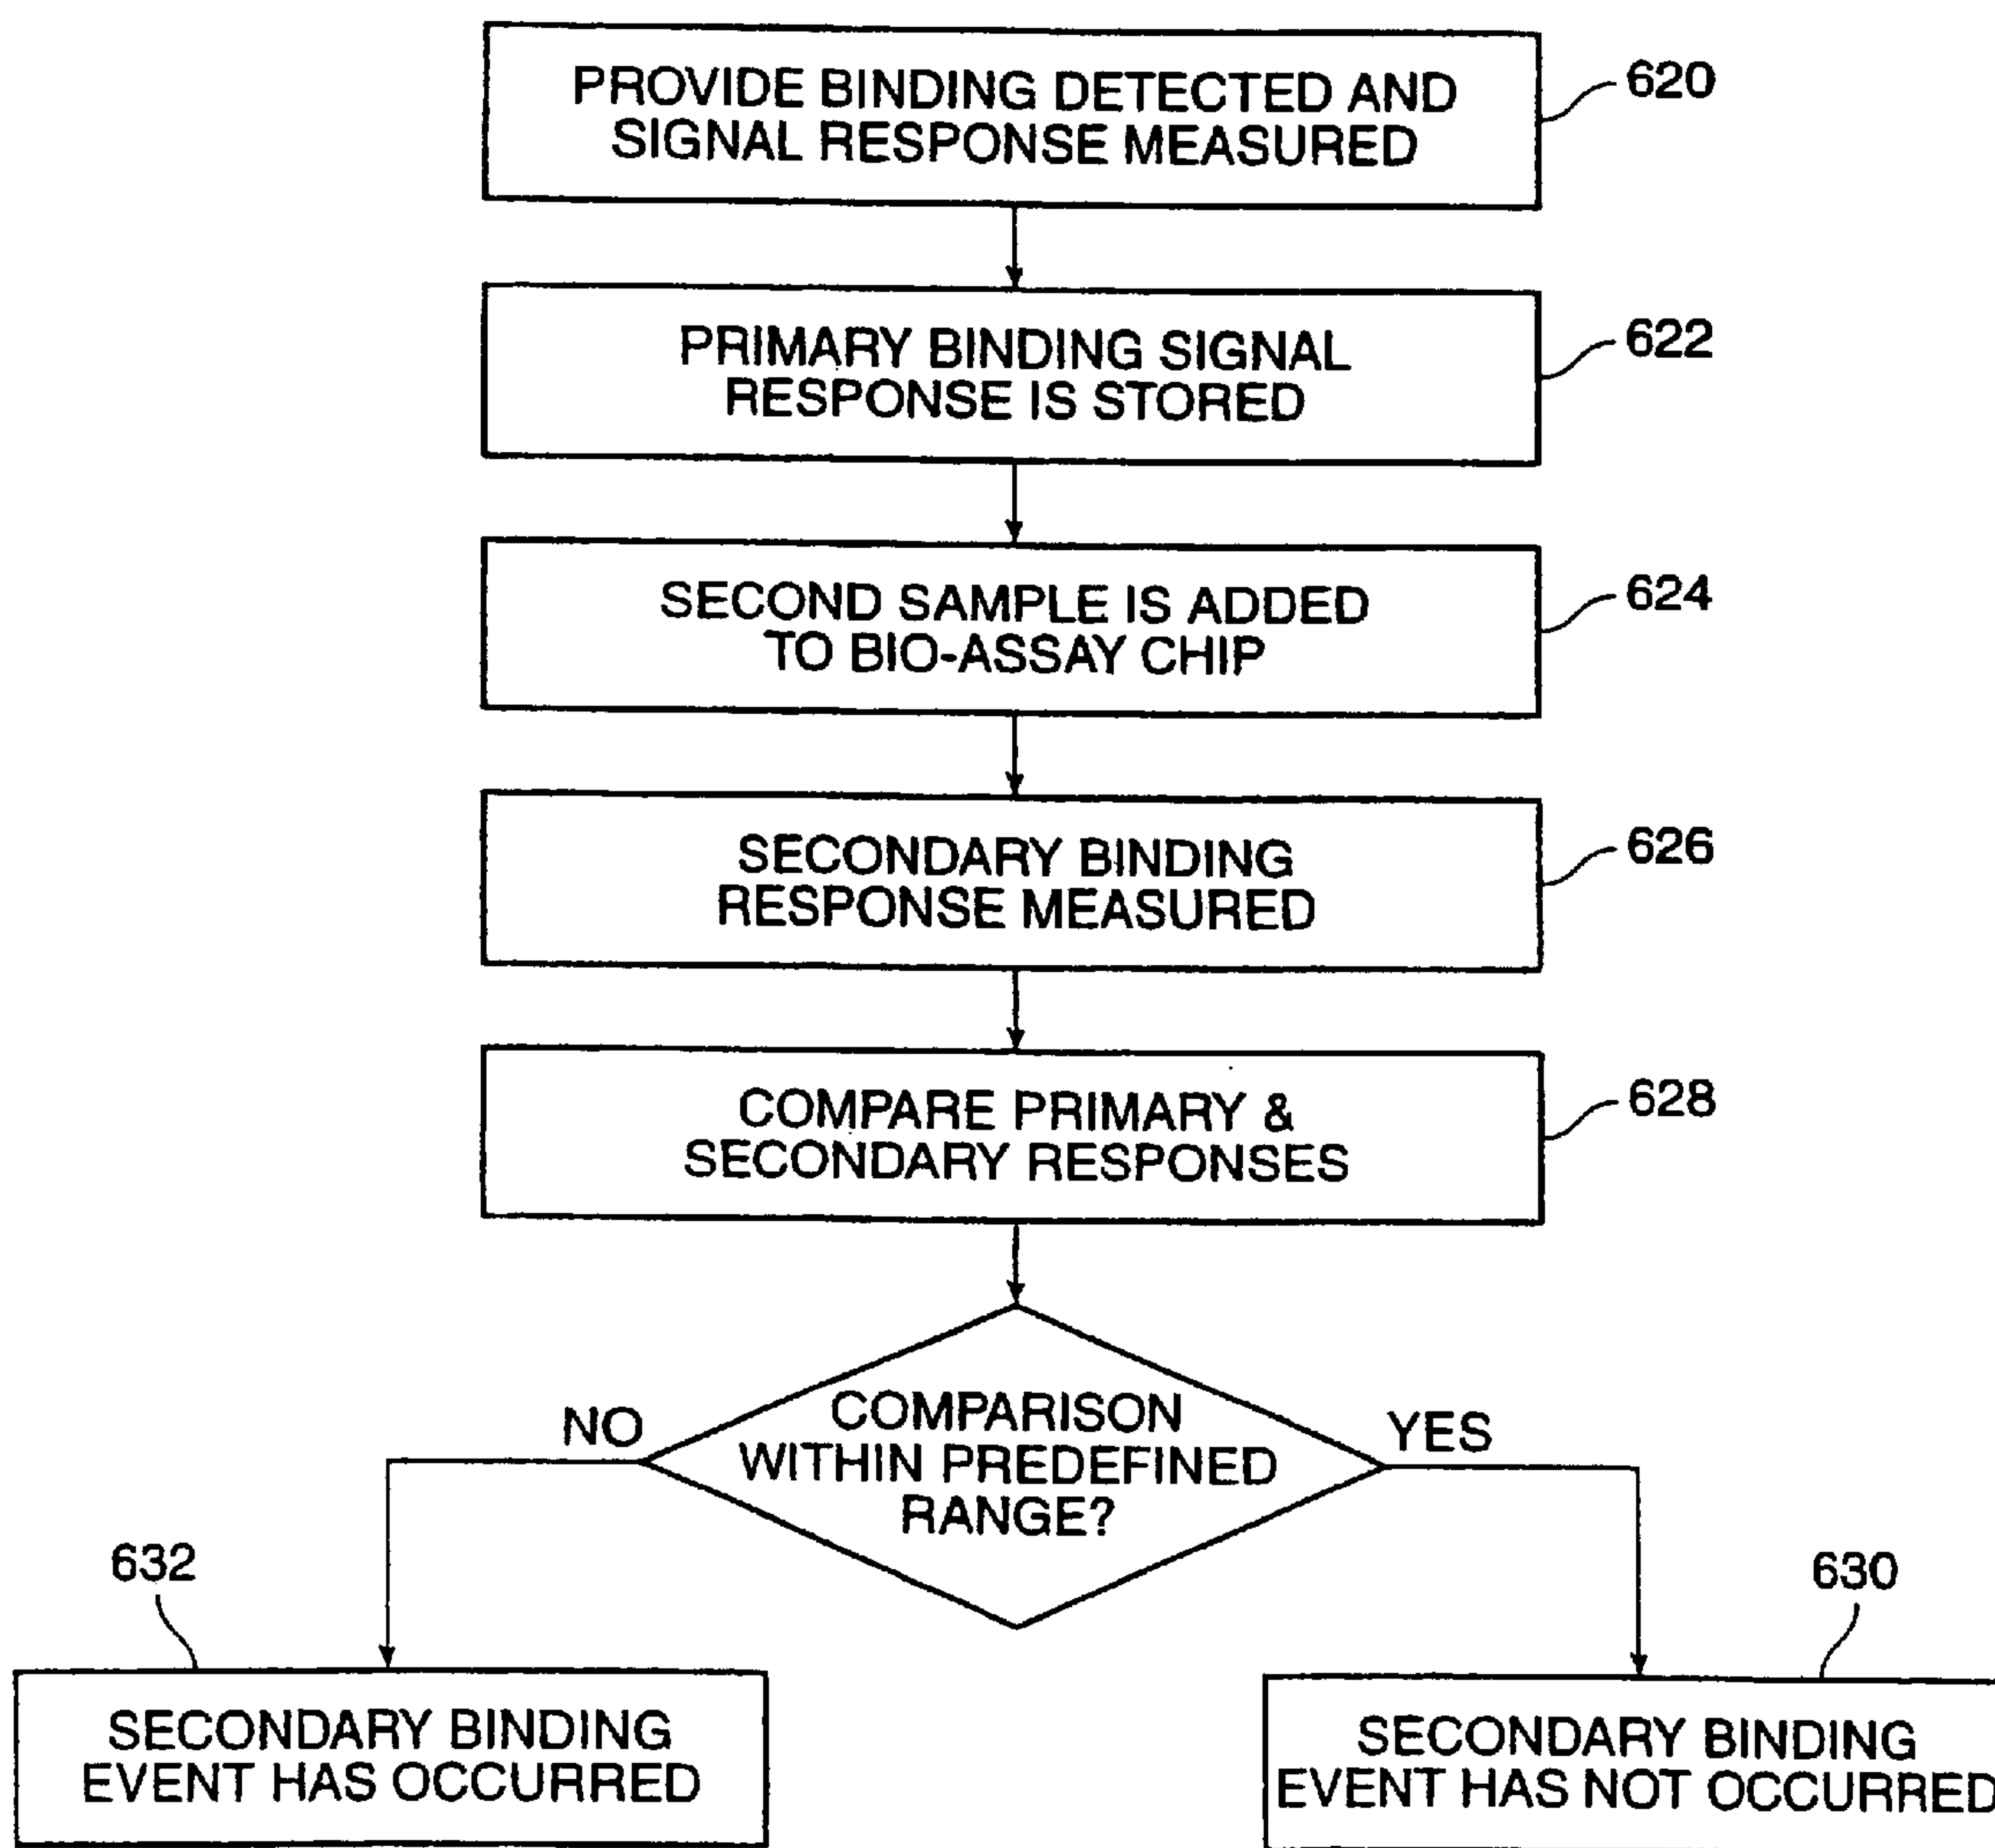 PROVIDE BINDING DETECTED AND
SIGNAL RESPONSE MEASURED
620
PRIMARY BINDING SIGNAL
RESPONSE IS STORED
622
SECOND SAMPLE IS ADDED
TO BIO-ASSAY CHIP
624
SECONDARY BINDING
RESPONSE MEASURED
626
COMPARE PRIMARY &
SECONDARY RESPONSES
628
COMPARISON
WITHIN PREDEFINED
RANGE?
NO
YES
632
SECONDARY BINDING
EVENT HAS OCCURRED
630
SECONDARY BINDING
EVENT HAS NOT OCCURRED